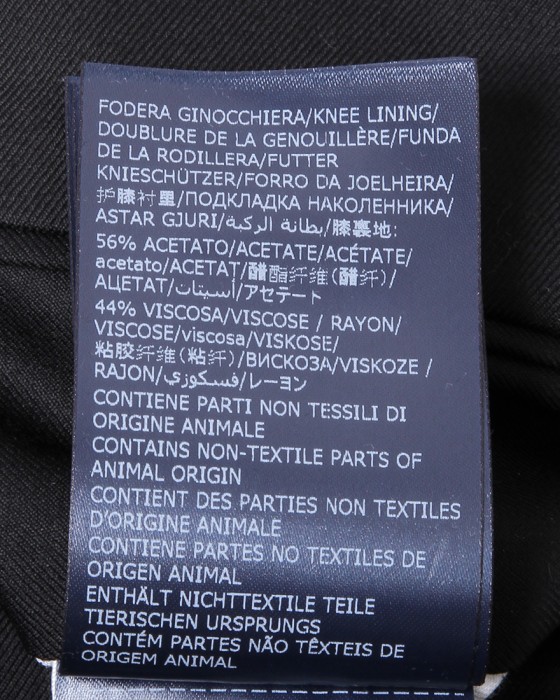 FODERA GINOCCHIERA/KNEE LINING/
DOUBLURE DE LA GENOUILLÈRE/FUNDA
DE LA RODILLERA/FUTTER
KNIESCHÜTZER/FORRO DA JOELHEIRA/
护膝衬里/ПОДКЛАДКА НАКОЛЕННИКА/
ASTAR GJURI/بطانة الركبة/膝裏地:
56% ACETATO/ACETATE/ACÉTATE/
acetato/ACETAT/醋酯纤维(醋纤)/
АЦЕТАТ/أسيتات/アセテート
44% VISCOSA/VISCOSE / RAYON/
VISCOSE/viscosa/VISKOSE/
粘胶纤维(粘纤)/ВИСКОЗА/VISKOZE /
RAJON/فسكوزي/レーヨン
CONTIENE PARTI NON TESSILI DI
ORIGINE ANIMALE
CONTAINS NON-TEXTILE PARTS OF
ANIMAL ORIGIN
CONTIENT DES PARTIES NON TEXTILES
D'ORIGINE ANIMALE
CONTIENE PARTES NO TEXTILES DE
ORIGEN ANIMAL
ENTHÄLT NICHTTEXTILE TEILE
TIERISCHEN URSPRUNGS
CONTÉM PARTES NÃO TÊXTEIS DE
ORIGEM ANIMAL